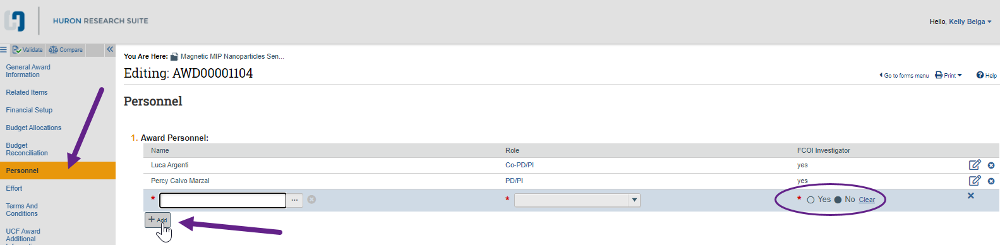 HURON RESEARCH SUITE
Hello, Kelly Belga
Validate Compare
You Are Here: Magnetic MIP Nanoparticles Sen...
General Award
Information
Editing: AWD00001104
Go to forms menu Print Help
Related Items
Personnel
Financial Setup
Budget Allocations
Budget
Reconciliation
Personnel
Effort
Terms And
Conditions
UCF Award
Additional
1. Award Personnel:
Name Role FCOI Investigator
Luca Argenti Co-PD/PI yes
Percy Calvo Marzal PD/PI yes
* ... * * Yes No Clear
+ Add